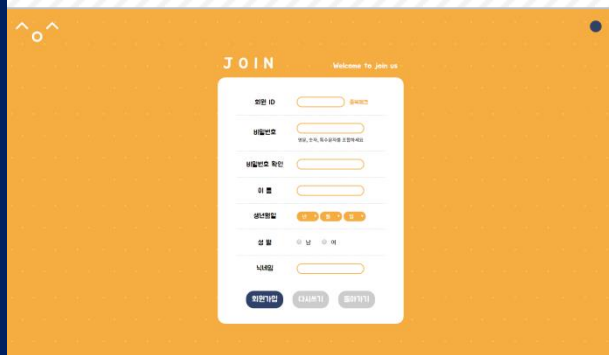 JOIN
Welcome to join us
회원 ID
중복확인
비밀번호
영문, 숫자, 특수문자를 조합하세요
비밀번호 확인
이 름
생년월일
년 월 일
성 별
남 여
닉네임
회원가입 다시쓰기 돌아가기